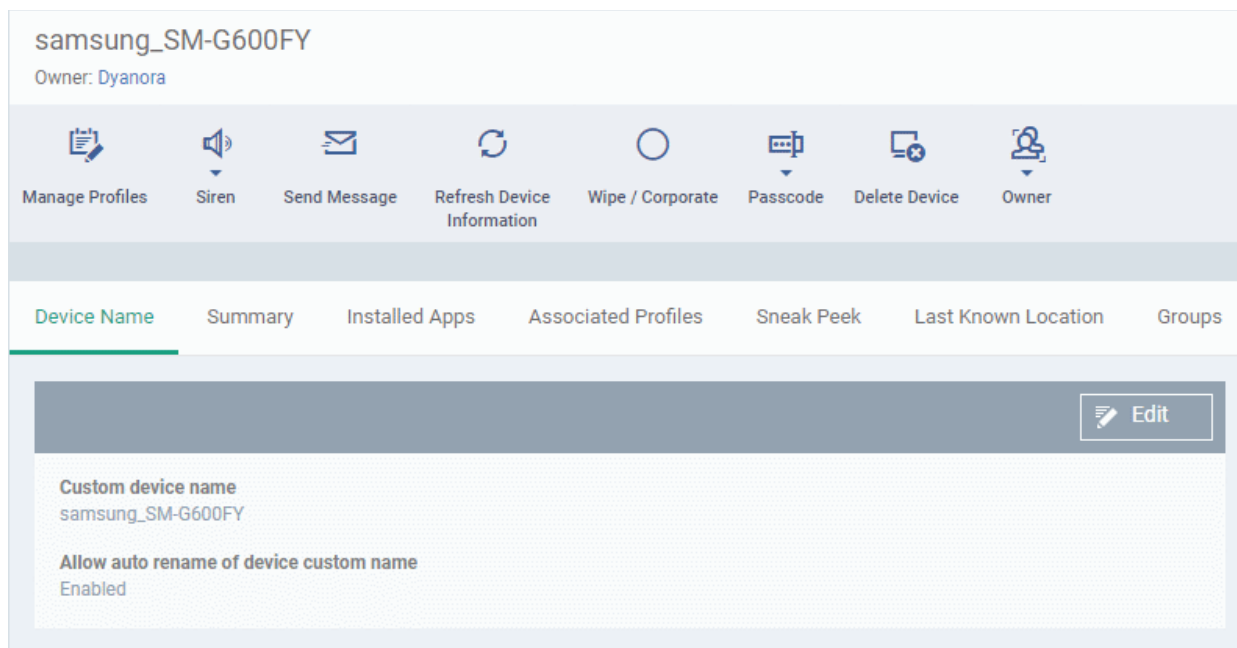 samsung_SM-G600FY
Owner: Dyanora
Manage Profiles
Siren
Send Message
Refresh Device
Information
Wipe / Corporate
Passcode
Delete Device
Owner
Device Name
Summary
Installed Apps
Associated Profiles
Sneak Peek
Last Known Location
Groups
Edit
Custom device name
samsung_SM-G600FY
Allow auto rename of device custom name
Enabled